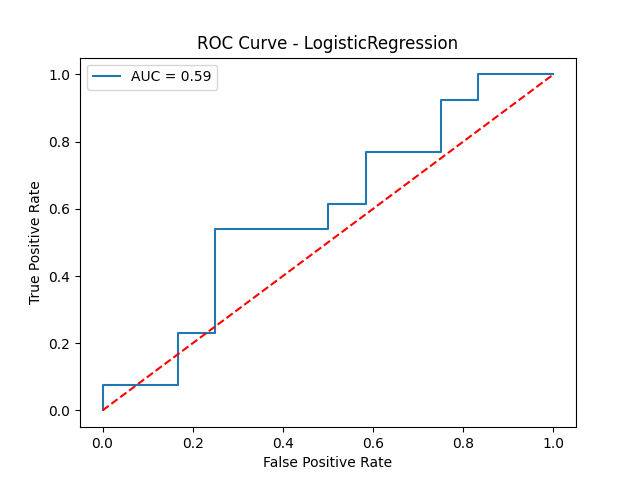 ROC Curve - LogisticRegression
AUC = 0.59
True Positive Rate
1.0
0.8
0.6
0.4
0.2
0.0
0.0 0.2 0.4 0.6 0.8 1.0
False Positive Rate